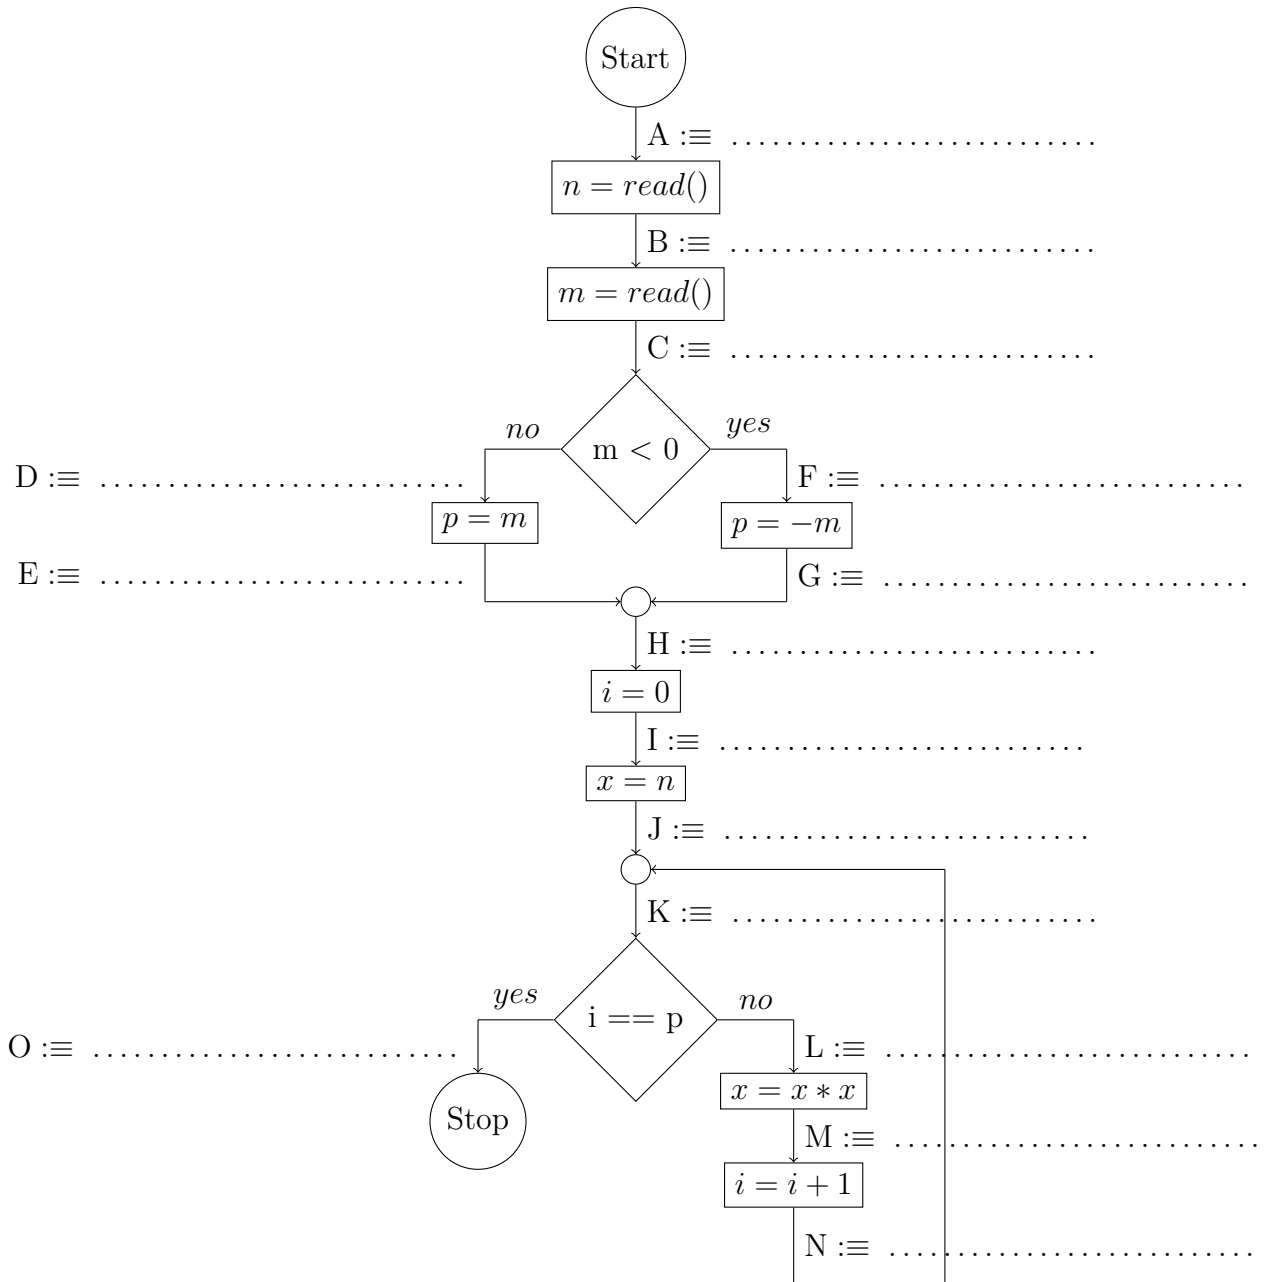 Start
A :≡ ...........................
n = read()
B :≡ ...........................
m = read()
C :≡ ...........................
no
yes
m < 0
D :≡ ...........................
F :≡ ...........................
p = m
p = −m
E :≡ ...........................
G :≡ ...........................
H :≡ ...........................
i = 0
I :≡ ...........................
x = n
J :≡ ...........................
K :≡ ...........................
yes
no
i == p
O :≡ ...........................
L :≡ ...........................
x = x ∗ x
Stop
M :≡ ...........................
i = i + 1
N :≡ ...........................